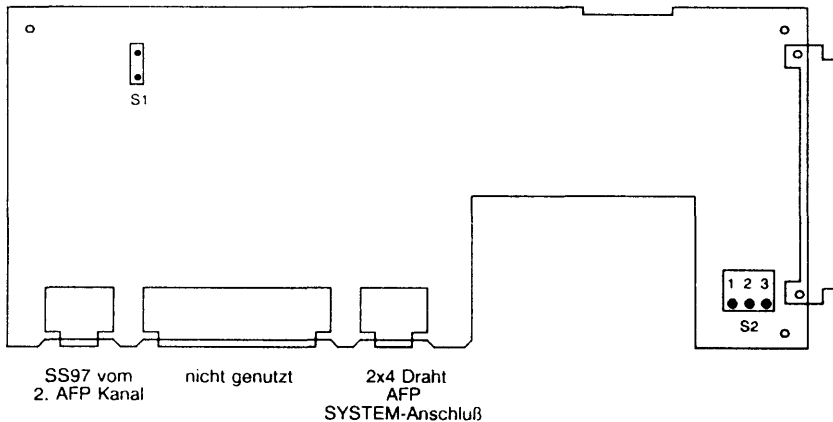 S1
1 2 3
S2
SS97 vom
2. AFP Kanal
nicht genutzt
2x4 Draht
AFP
SYSTEM-Anschluß